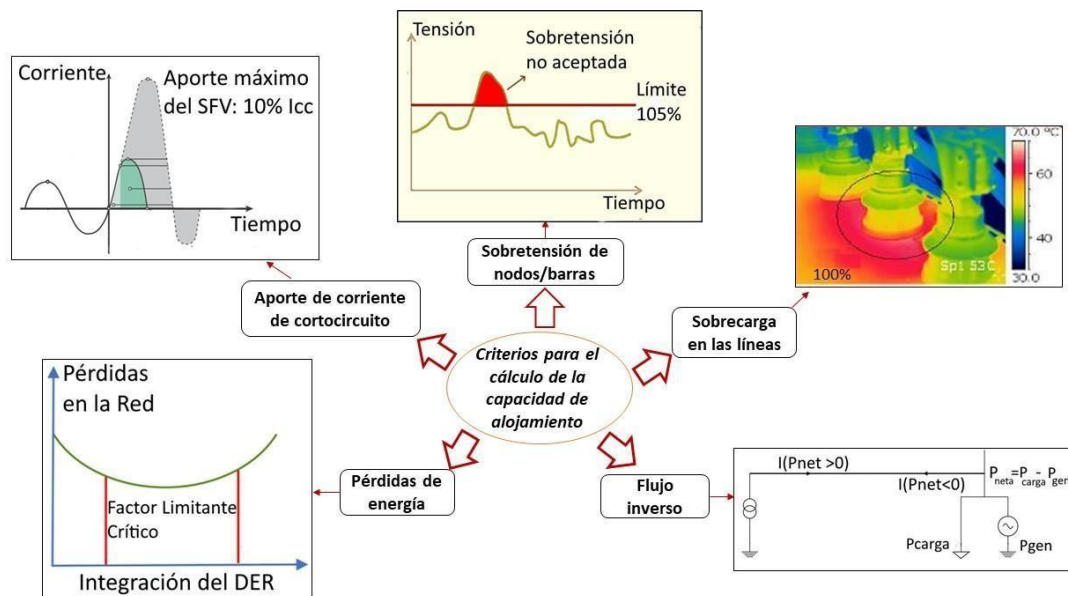 Corriente
Aporte máximo
del SFV: 10% Icc
Tiempo
Tensión
Sobretensión
no aceptada
Límite
105%
Tiempo
70.0 ºC
60
40
30.0
Sp1 53C
100%
Sobretensión de
nodos/barras
Aporte de corriente
de cortocircuito
Sobrecarga
en las líneas
Criterios para el
cálculo de la
capacidad de
alojamiento
Pérdidas de
energía
Flujo
inverso
Pérdidas
en la Red
Factor Limitante
Crítico
Integración del DER
I(Pnet >0)
I(Pnet<0)
Pneta=Pcarga-Pgen
Pcarga
Pgen